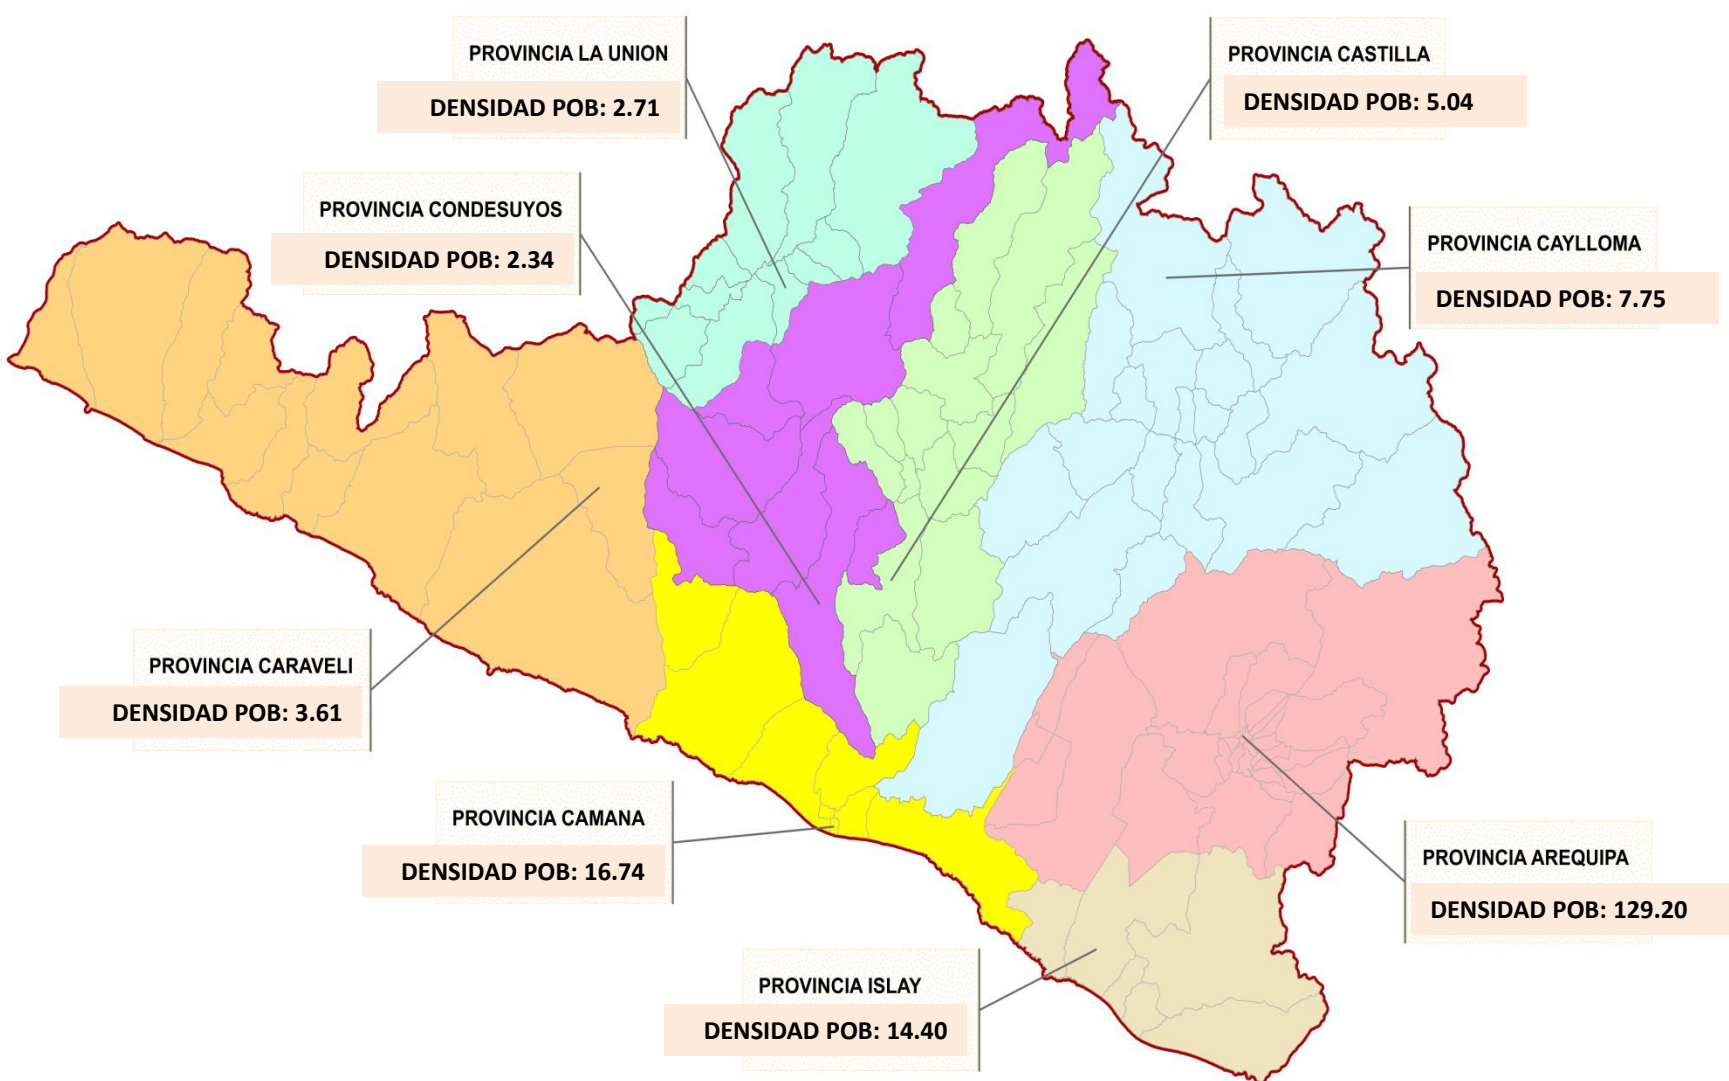 PROVINCIA LA UNION
DENSIDAD POB: 2.71
PROVINCIA CASTILLA
DENSIDAD POB: 5.04
PROVINCIA CONDESUYOS
DENSIDAD POB: 2.34
PROVINCIA CAYLLOMA
DENSIDAD POB: 7.75
PROVINCIA CARAVELI
DENSIDAD POB: 3.61
PROVINCIA CAMANA
DENSIDAD POB: 16.74
PROVINCIA AREQUIPA
DENSIDAD POB: 129.20
PROVINCIA ISLAY
DENSIDAD POB: 14.40